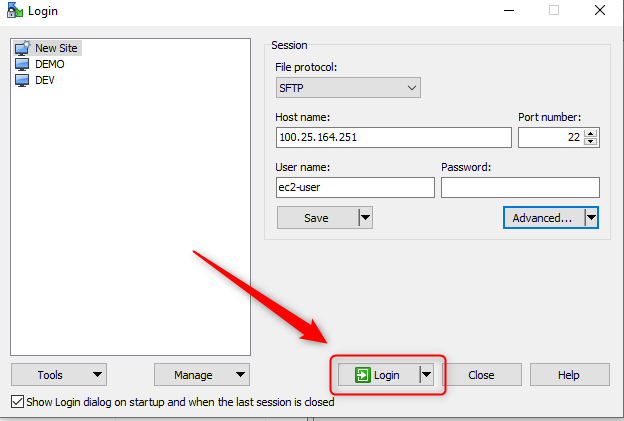 Login
New Site
DEMO
DEV
Session
File protocol:
SFTP
Host name:
Port number:
100.25.164.251
22
User name:
Password:
ec2-user
Save
Advanced...
Tools
Manage
Login
Close
Help
Show Login dialog on startup and when the last session is closed